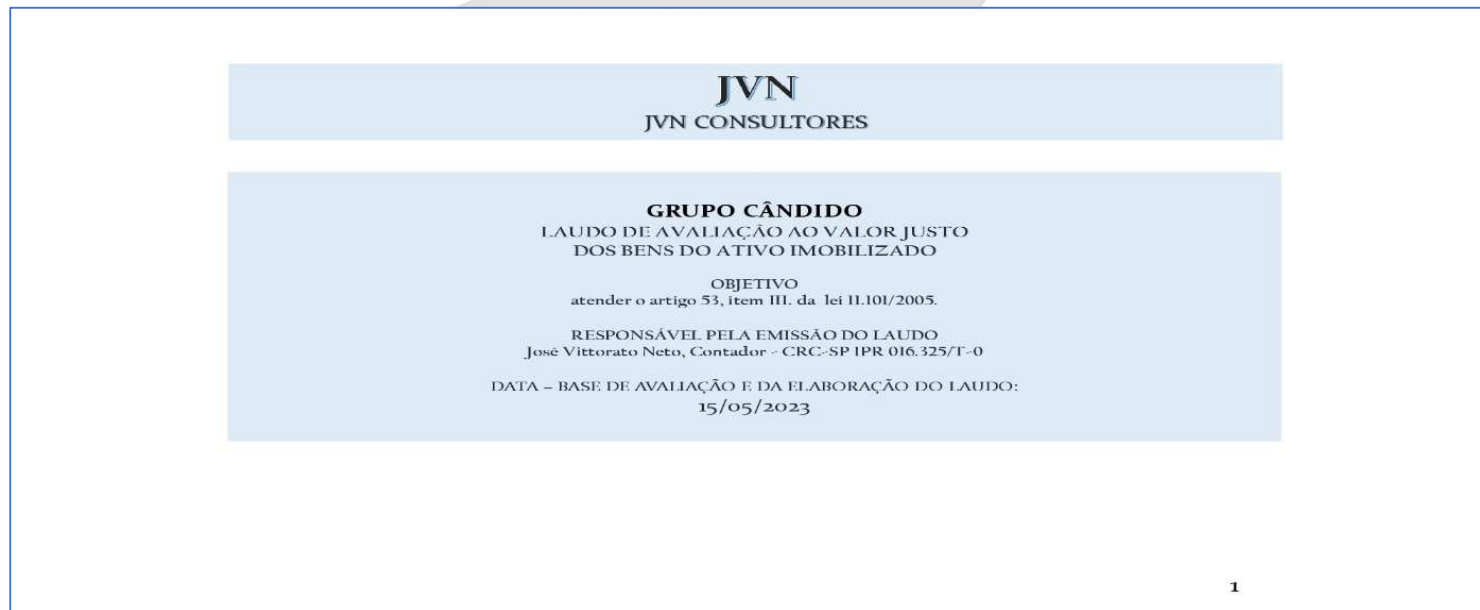 JVN
JVN CONSULTORES
GRUPO CÂNDIDO
LAUDO DE AVALIAÇÃO AO VALOR JUSTO
DOS BENS DO ATIVO IMOBILIZADO
OBJETIVO
atender o artigo 53, item III. da lei 11.101/2005.
RESPONSÁVEL PELA EMISSÃO DO LAUDO
José Vittorato Neto, Contador - CRC-SP 1PR 016.325/T-0
DATA – BASE DE AVALIAÇÃO E DA ELABORAÇÃO DO LAUDO:
15/05/2023
1